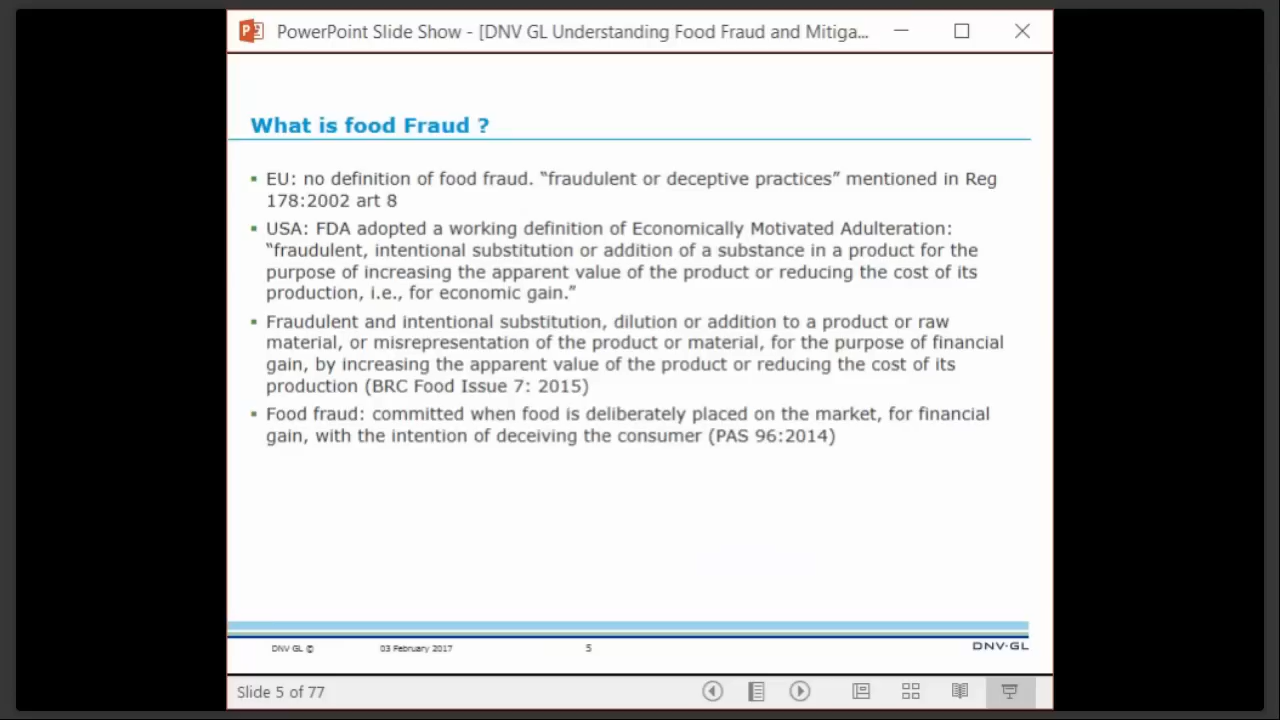 PowerPoint Slide Show - [DNV GL Understanding Food Fraud and Mitiga...
What is food Fraud ?
EU: no definition of food fraud. “fraudulent or deceptive practices” mentioned in Reg
178:2002 art 8
USA: FDA adopted a working definition of Economically Motivated Adulteration:
“fraudulent, intentional substitution or addition of a substance in a product for the
purpose of increasing the apparent value of the product or reducing the cost of its
production, i.e., for economic gain.”
Fraudulent and intentional substitution, dilution or addition to a product or raw
material, or misrepresentation of the product or material, for the purpose of financial
gain, by increasing the apparent value of the product or reducing the cost of its
production (BRC Food Issue 7: 2015)
Food fraud: committed when food is deliberately placed on the market, for financial
gain, with the intention of deceiving the consumer (PAS 96:2014)
DNV GL © 03 February 2017 5 DNV·GL
Slide 5 of 77